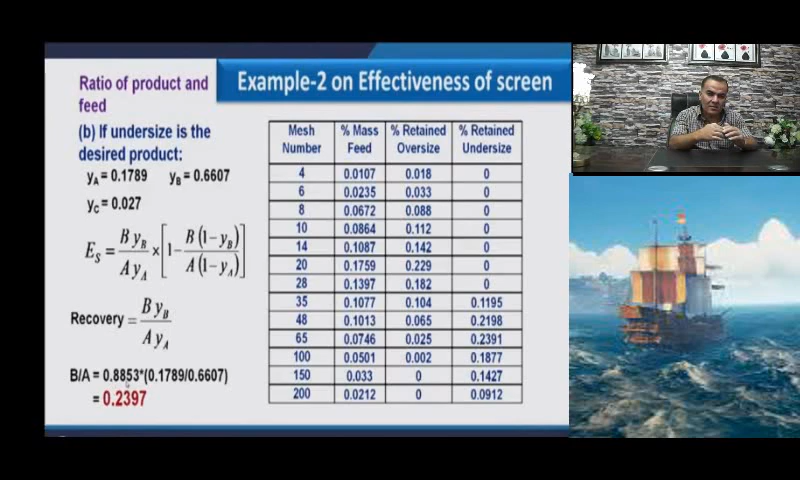 Example-2 on Effectiveness of screen
Ratio of product and
feed
(b) If undersize is the
desired product:
yA = 0.1789 yB = 0.6607
yC = 0.027
ES = B yB / A yA × [1 − B (1 − yB) / A (1 − yA)]
Recovery = B yB / A yA
B/A = 0.8853*(0.1789/0.6607)
= 0.2397
Mesh Number % Mass Feed % Retained Oversize % Retained Undersize
4 0.0107 0.018 0
6 0.0235 0.033 0
8 0.0672 0.088 0
10 0.0864 0.112 0
14 0.1087 0.142 0
20 0.1759 0.229 0
28 0.1397 0.182 0
35 0.1077 0.104 0.1195
48 0.1013 0.065 0.2198
65 0.0746 0.025 0.2391
100 0.0501 0.002 0.1877
150 0.033 0 0.1427
200 0.0212 0 0.0912